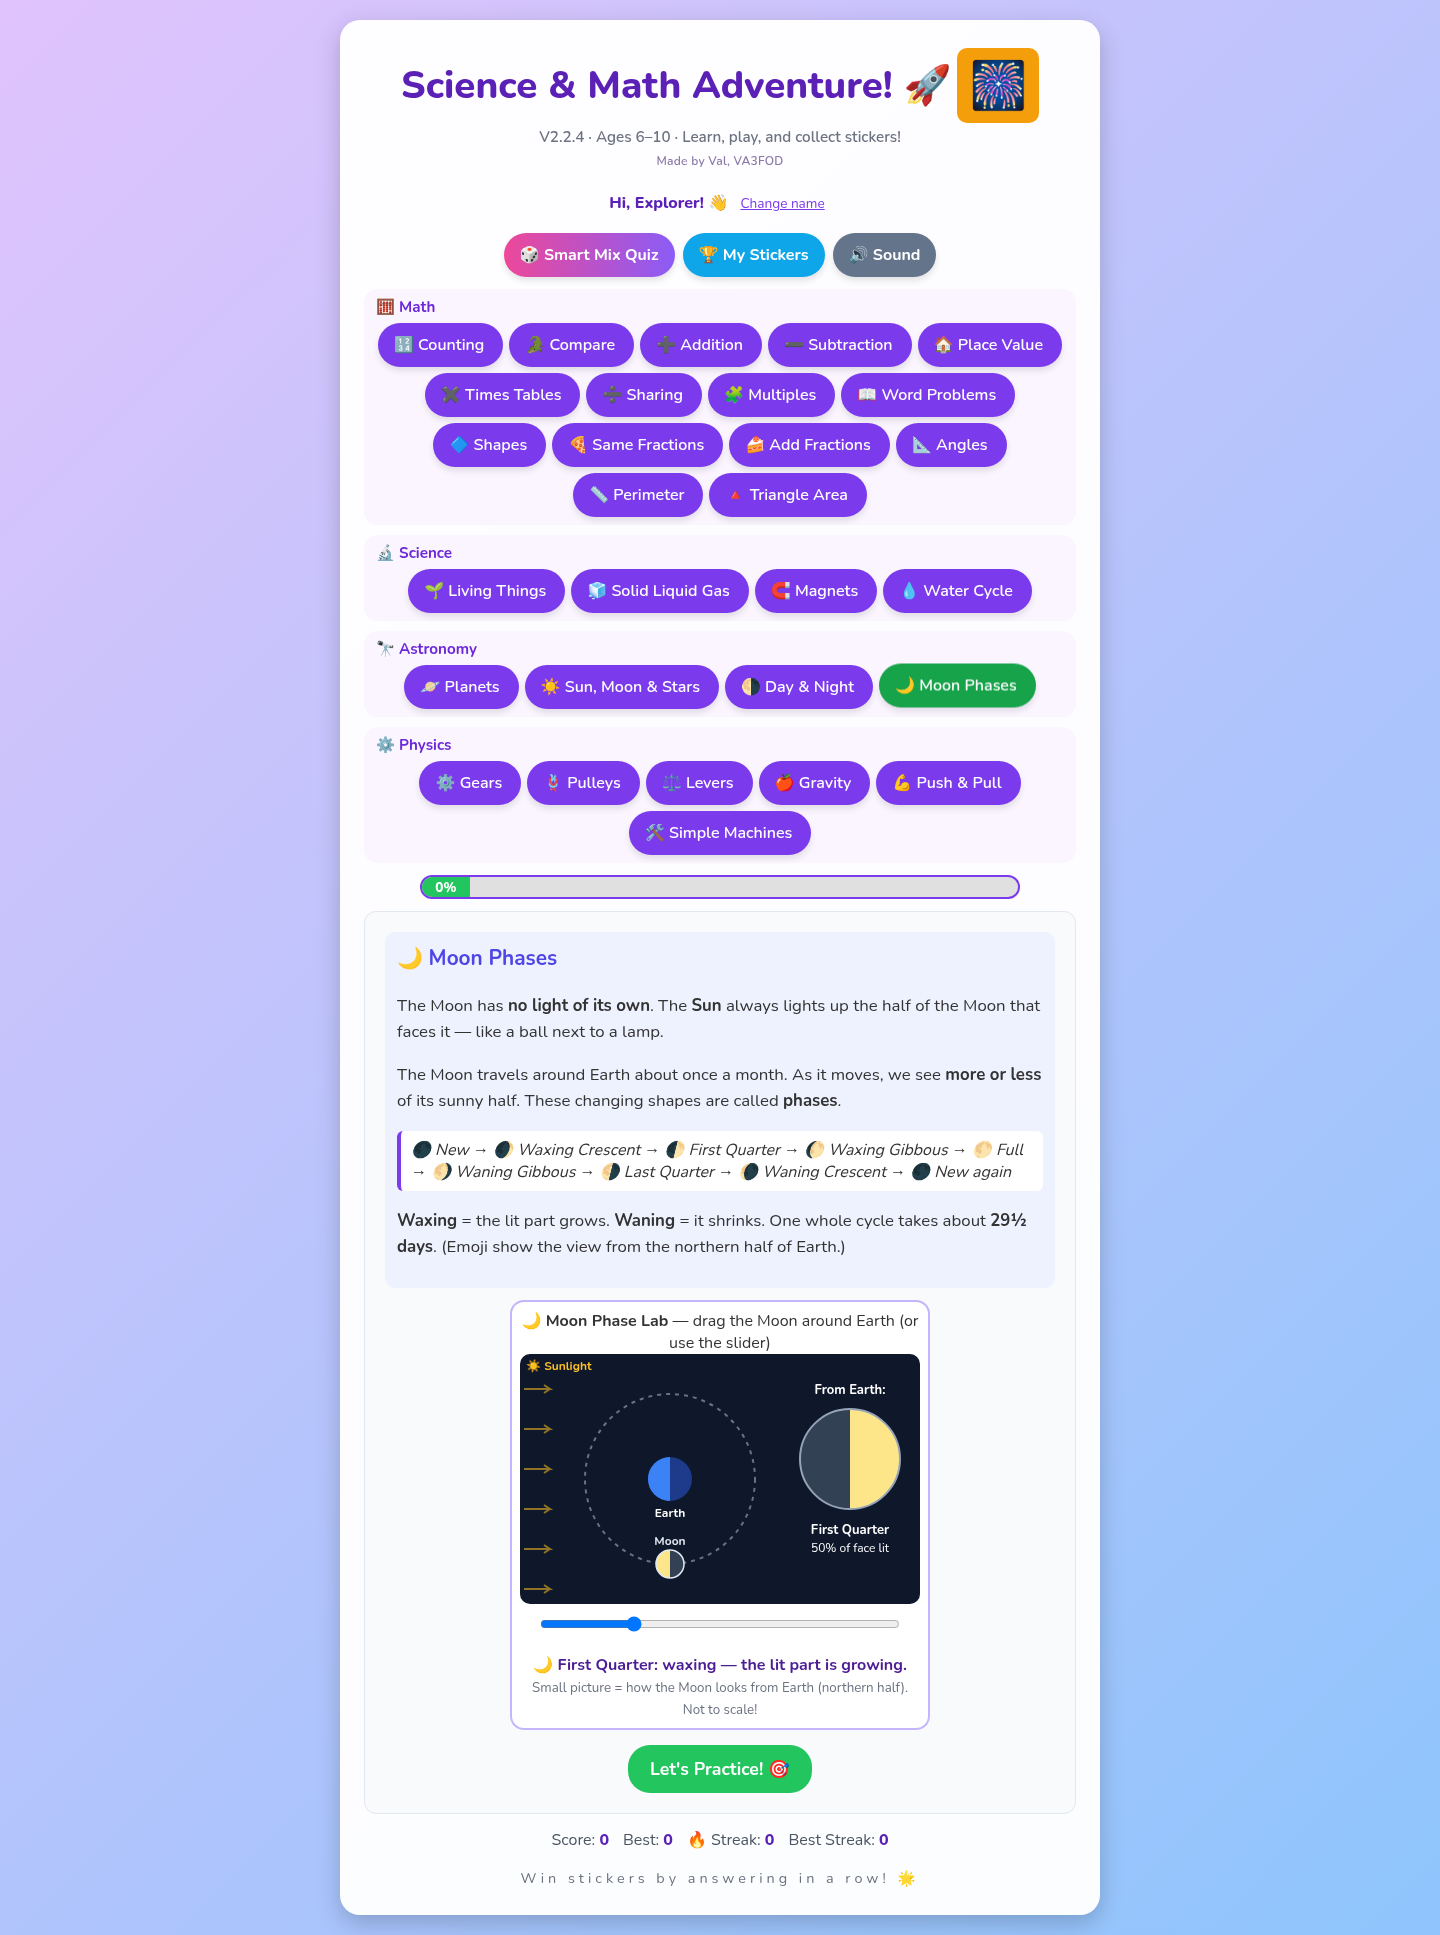 Science & Math Adventure! 🚀 🎆
V2.2.4 · Ages 6–10 · Learn, play, and collect stickers!
Made by Val, VA3FOD
Hi, Explorer! 👋 Change name
🎲 Smart Mix Quiz 🏆 My Stickers 🔊 Sound
🧮 Math
🔢 Counting 🐊 Compare ➕ Addition ➖ Subtraction 🏠 Place Value
✖️ Times Tables ➗ Sharing 🧩 Multiples 📖 Word Problems
🔷 Shapes 🍕 Same Fractions 🍰 Add Fractions 📐 Angles
📏 Perimeter 🔺 Triangle Area
🔬 Science
🌱 Living Things 🧊 Solid Liquid Gas 🧲 Magnets 💧 Water Cycle
🔭 Astronomy
🪐 Planets ☀️ Sun, Moon & Stars 🌗 Day & Night 🌙 Moon Phases
⚙️ Physics
⚙️ Gears 🪢 Pulleys ⚖️ Levers 🍎 Gravity 💪 Push & Pull
🛠️ Simple Machines
0%
🌙 Moon Phases
The Moon has no light of its own. The Sun always lights up the half of the Moon that
faces it — like a ball next to a lamp.
The Moon travels around Earth about once a month. As it moves, we see more or less
of its sunny half. These changing shapes are called phases.
🌑 New → 🌒 Waxing Crescent → 🌓 First Quarter → 🌔 Waxing Gibbous → 🌕 Full
→ 🌖 Waning Gibbous → 🌗 Last Quarter → 🌘 Waning Crescent → 🌑 New again
Waxing = the lit part grows. Waning = it shrinks. One whole cycle takes about 29½
days. (Emoji show the view from the northern half of Earth.)
🌙 Moon Phase Lab — drag the Moon around Earth (or
use the slider)
☀️ Sunlight
From Earth:
Earth
Moon
First Quarter
50% of face lit
🌙 First Quarter: waxing — the lit part is growing.
Small picture = how the Moon looks from Earth (northern half).
Not to scale!
Let's Practice! 🎯
Score: 0 Best: 0 🔥 Streak: 0 Best Streak: 0
Win stickers by answering in a row! 🌟